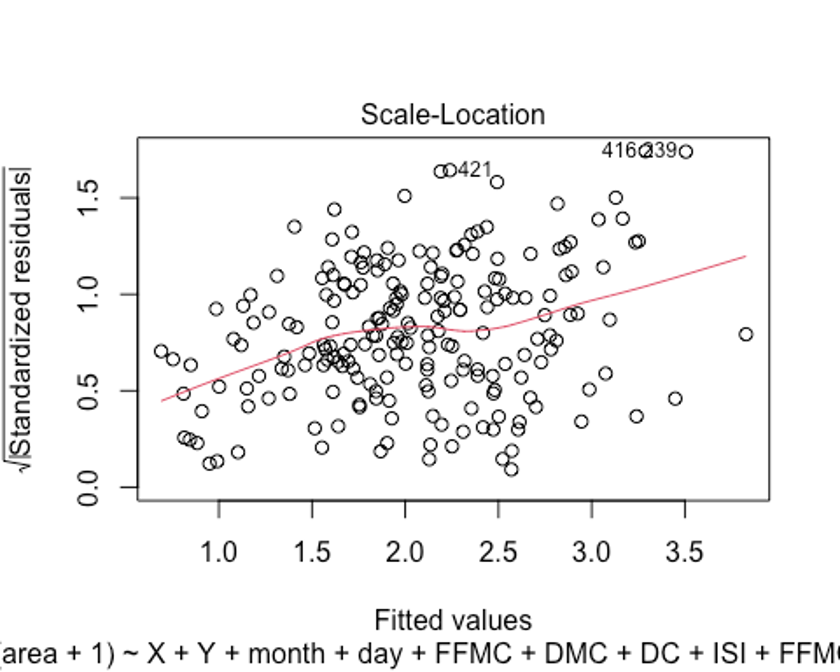 Scale-Location
416 239
421
√|Standardized residuals|
1.5
1.0
0.5
0.0
1.0 1.5 2.0 2.5 3.0 3.5
Fitted values
(area + 1) ~ X + Y + month + day + FFMC + DMC + DC + ISI + FFM